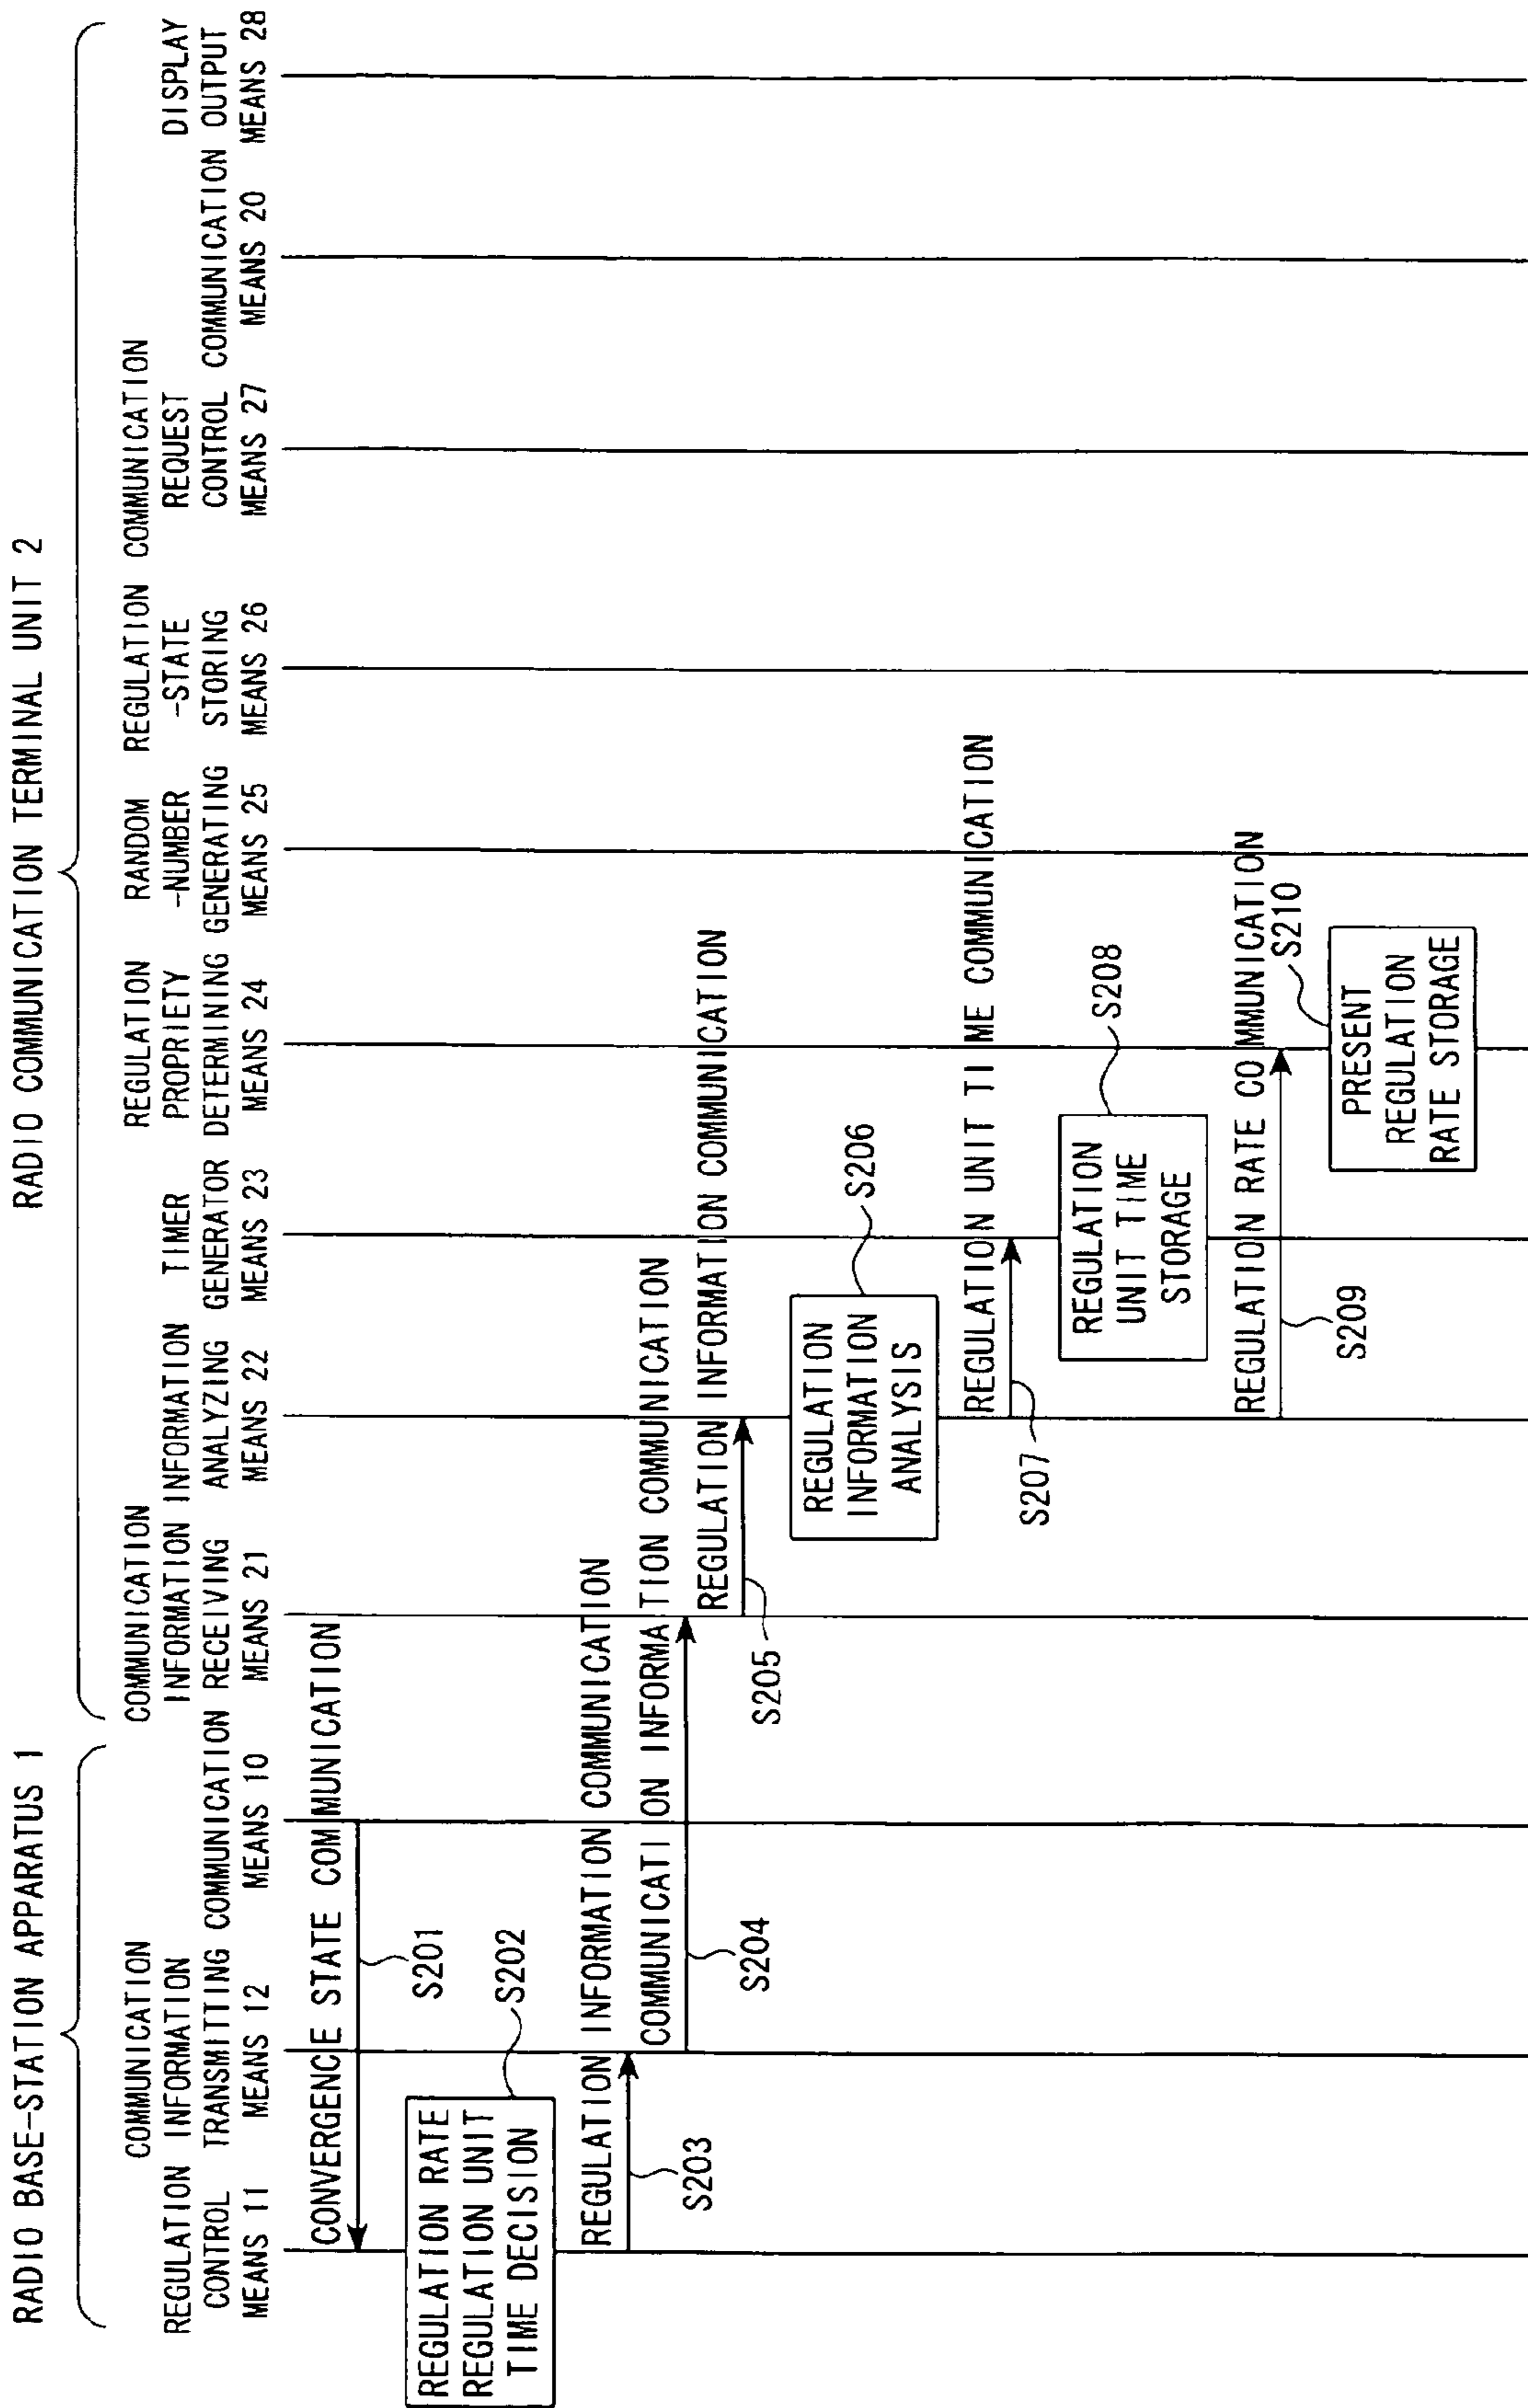 RADIO BASE-STATION APPARATUS 1
RADIO COMMUNICATION TERMINAL UNIT 2
REGULATION
CONTROL
MEANS 11
COMMUNICATION
INFORMATION
TRANSMITTING
MEANS 12
COMMUNICATION
MEANS 10
COMMUNICATION
INFORMATION
RECEIVING
MEANS 21
INFORMATION
ANALYZING
MEANS 22
TIMER
GENERATOR
MEANS 23
REGULATION
PROPRIETY
DETERMINING
MEANS 24
RANDOM
-NUMBER
GENERATING
MEANS 25
REGULATION
-STATE
STORING
MEANS 26
COMMUNICATION
REQUEST
CONTROL
MEANS 27
COMMUNICATION
MEANS 20
DISPLAY
OUTPUT
MEANS 28
CONVERGENCE STATE COMMUNICATION
S201
REGULATION RATE
REGULATION UNIT
TIME DECISION
S202
REGULATION INFORMATION COMMUNICATION
S203
COMMUNICATION INFORMATION COMMUNICATION
S204
REGULATION INFORMATION COMMUNICATION
S205
REGULATION
INFORMATION
ANALYSIS
S206
REGULATION UNIT TIME COMMUNICATION
S207
REGULATION
UNIT TIME
STORAGE
S208
REGULATION RATE COMMUNICATION
S209
S210
PRESENT
REGULATION
RATE STORAGE